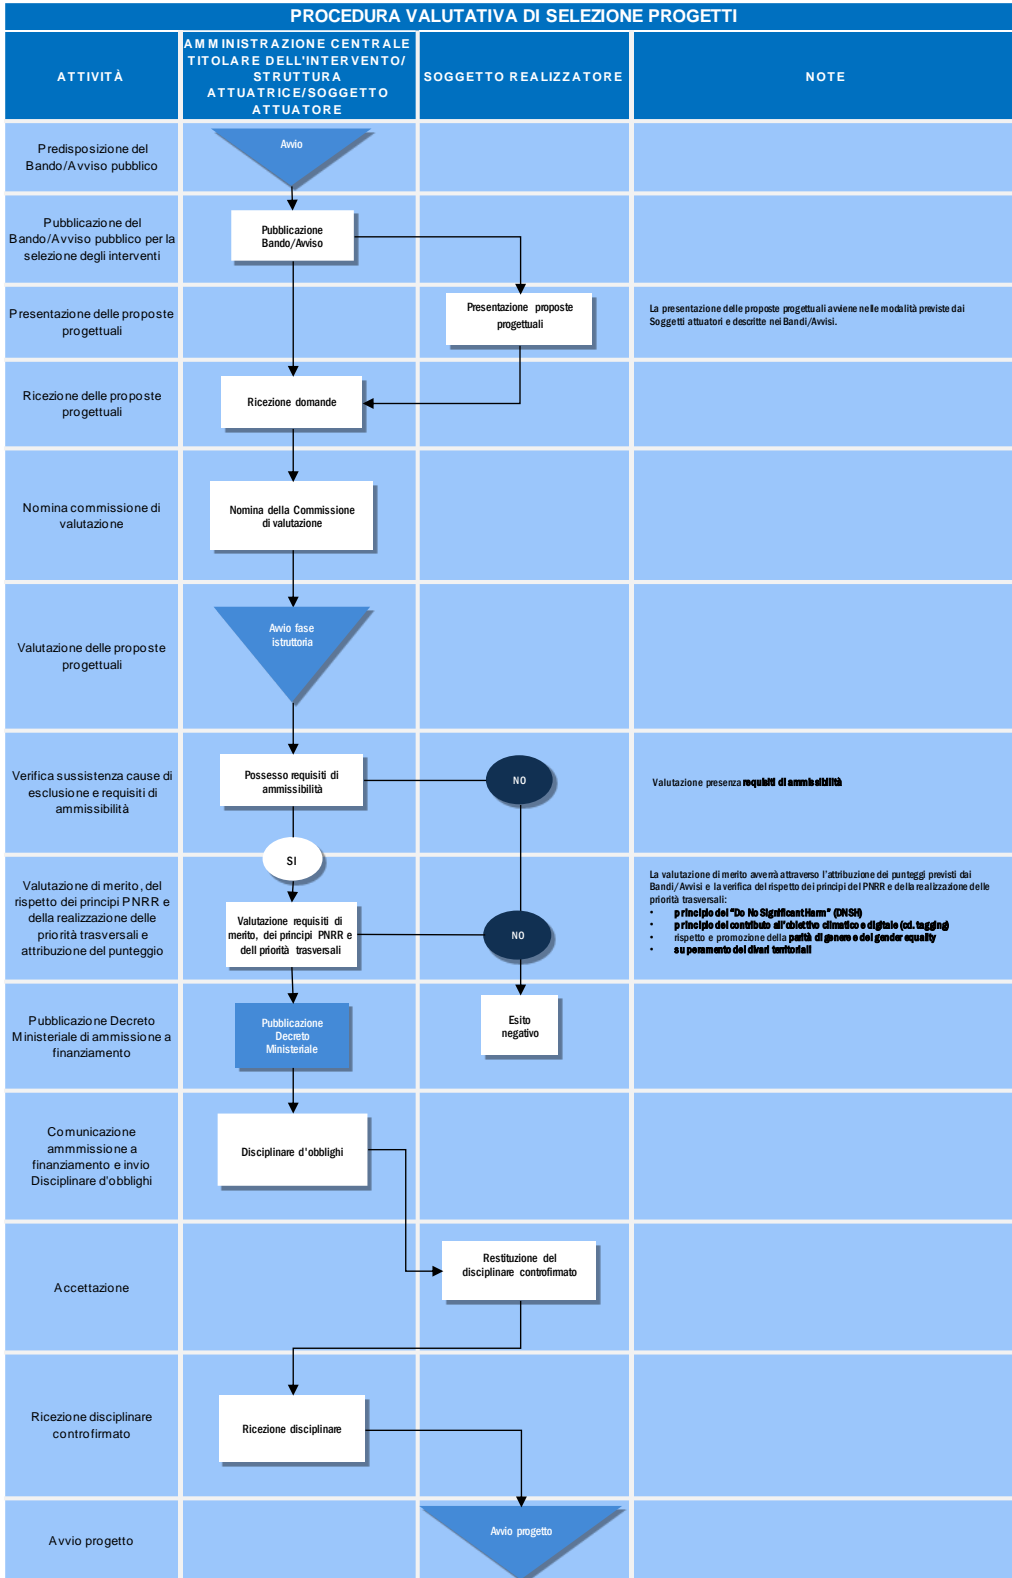 PROCEDURA VALUTATIVA DI SELEZIONE PROGETTI
ATTIVITÀ
AMMINISTRAZIONE CENTRALE
TITOLARE DELL'INTERVENTO/
STRUTTURA
ATTUATRICE/SOGGETTO
ATTUATORE
SOGGETTO REALIZZATORE
NOTE
Predisposizione del
Bando/Avviso pubblico
Avvio
Pubblicazione del
Bando/Avviso pubblico per la
selezione degli interventi
Pubblicazione
Bando/Avviso
Presentazione delle proposte
progettuali
Presentazione proposte
progettuali
La presentazione delle proposte progettuali avviene nelle modalità previste dai
Soggetti attuatori e descritte nei Bandi/Avvisi.
Ricezione delle proposte
progettuali
Ricezione domande
Nomina commissione di
valutazione
Nomina della Commissione
di valutazione
Valutazione delle proposte
progettuali
Avvio fase
istruttoria
Verifica sussistenza cause di
esclusione e requisiti di
ammissibilità
Possesso requisiti di
ammissibilità
NO
Valutazione presenza requisiti di ammissibilità
SI
Valutazione di merito, del
rispetto dei principi PNRR e
della realizzazione delle
priorità trasversali e
attribuzione del punteggio
Valutazione requisiti di
merito, dei principi PNRR e
dell priorità trasversali
NO
La valutazione di merito avverrà attraverso l'attribuzione dei punteggi previsti dai
Bandi/Avvisi e la verifica del rispetto dei principi del PNRR e della realizzazione delle
priorità trasversali:
• principio del “Do No Significant Harm” (DNSH)
• principio del contributo all'obiettivo climatico e digitale (cd. tagging)
• rispetto e promozione della parità di genere e del gender equality
• superamento dei divari territoriali
Pubblicazione Decreto
Ministeriale di ammissione a
finanziamento
Pubblicazione
Decreto
Ministeriale
Esito
negativo
Comunicazione
ammmissione a
finanziamento e invio
Disciplinare d'obblighi
Disciplinare d'obblighi
Accettazione
Restituzione del
disciplinare controfirmato
Ricezione disciplinare
controfirmato
Ricezione disciplinare
Avvio progetto
Avvio progetto